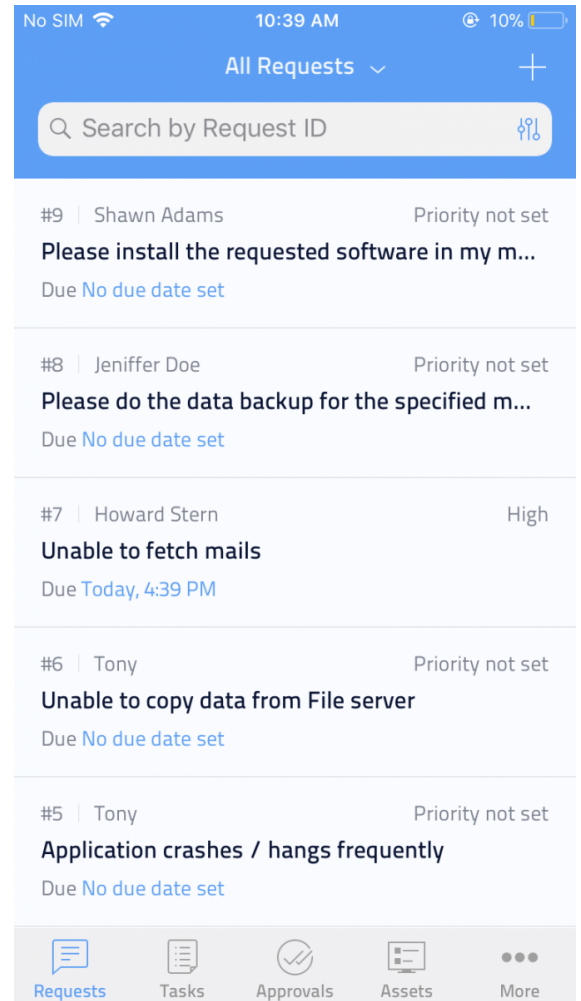 No SIM 10:39 AM 10%
All Requests
Search by Request ID
#9 Shawn Adams Priority not set
Please install the requested software in my m...
Due No due date set
#8 Jeniffer Doe Priority not set
Please do the data backup for the specified m...
Due No due date set
#7 Howard Stern High
Unable to fetch mails
Due Today, 4:39 PM
#6 Tony Priority not set
Unable to copy data from File server
Due No due date set
#5 Tony Priority not set
Application crashes / hangs frequently
Due No due date set
Requests Tasks Approvals Assets More